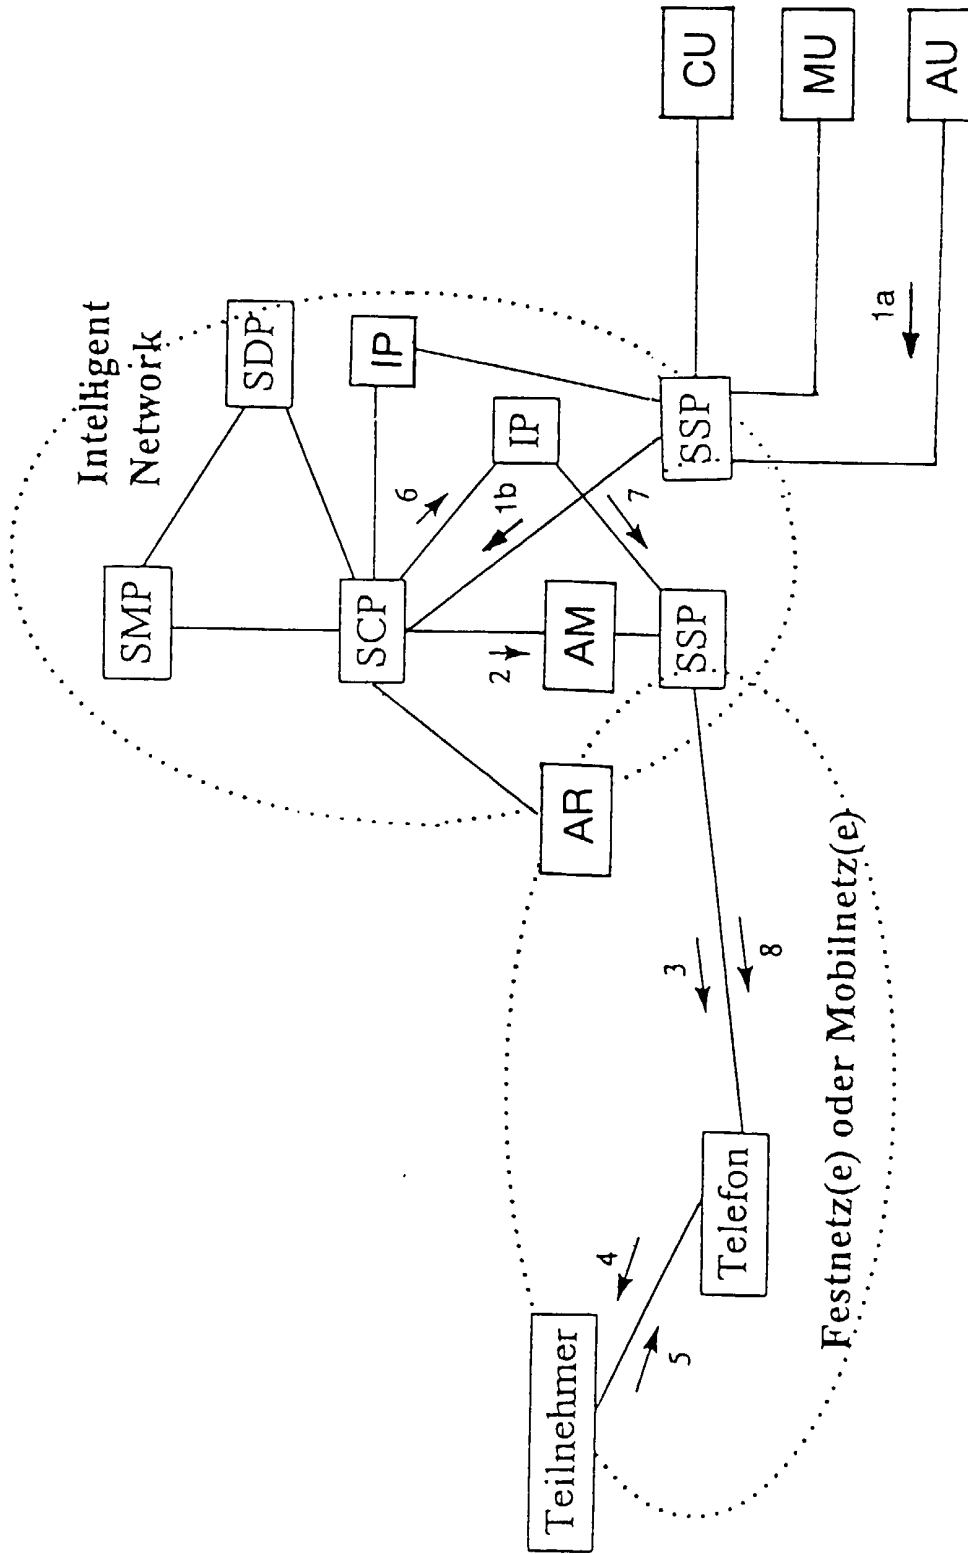 Intelligent
Network
SMP
SDP
SCP
IP
IP
6
1b
7
2
AM
AR
SSP
SSP
CU
MU
AU
1a
3
8
Telefon
4
5
Teilnehmer
Festnetz(e) oder Mobilnetz(e)